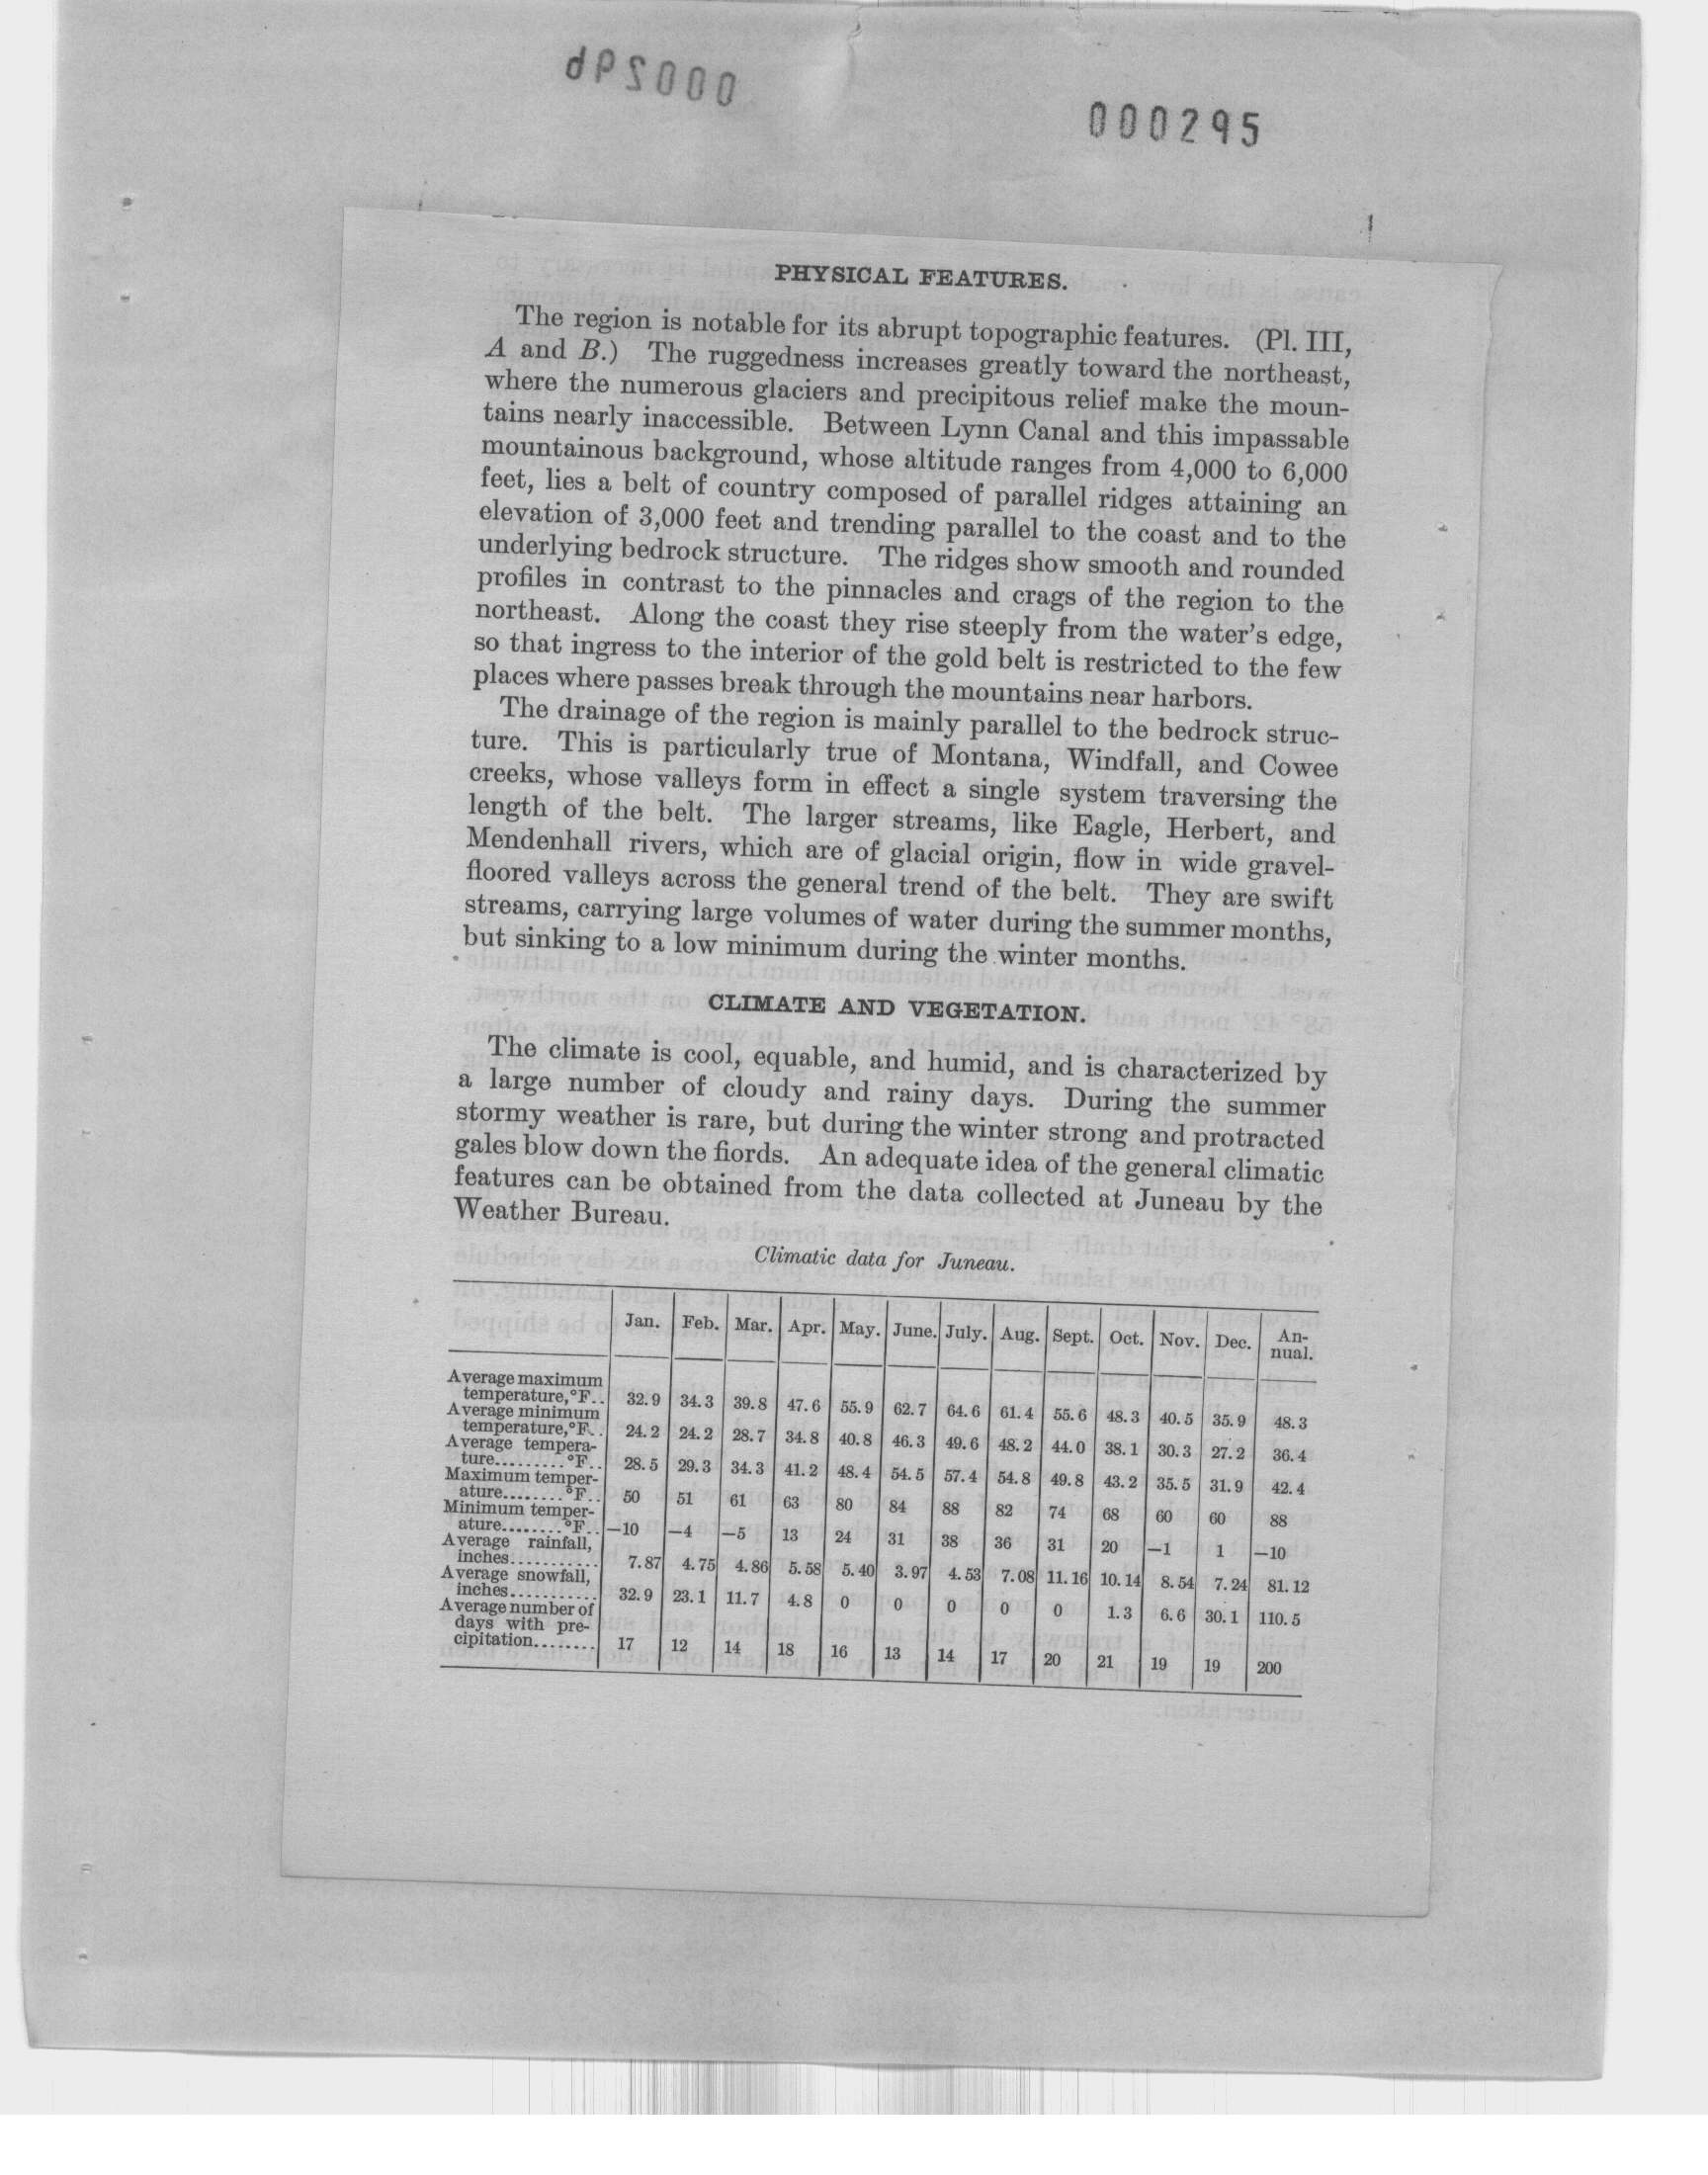 000295
PHYSICAL FEATURES.
The region is notable for its abrupt topographic features. (Pl. III,
A and B.) The ruggedness increases greatly toward the northeast,
where the numerous glaciers and precipitous relief make the moun-
tains nearly inaccessible. Between Lynn Canal and this impassable
mountainous background, whose altitude ranges from 4,000 to 6,000
feet, lies a belt of country composed of parallel ridges attaining an
elevation of 3,000 feet and trending parallel to the coast and to the
underlying bedrock structure. The ridges show smooth and rounded
profiles in contrast to the pinnacles and crags of the region to the
northeast. Along the coast they rise steeply from the water's edge,
so that ingress to the interior of the gold belt is restricted to the few
places where passes break through the mountains near harbors.
The drainage of the region is mainly parallel to the bedrock struc-
ture. This is particularly true of Montana, Windfall, and Cowee
creeks, whose valleys form in effect a single system traversing the
length of the belt. The larger streams, like Eagle, Herbert, and
Mendenhall rivers, which are of glacial origin, flow in wide gravel-
floored valleys across the general trend of the belt. They are swift
streams, carrying large volumes of water during the summer months,
but sinking to a low minimum during the winter months.
CLIMATE AND VEGETATION.
The climate is cool, equable, and humid, and is characterized by
a large number of cloudy and rainy days. During the summer
stormy weather is rare, but during the winter strong and protracted
gales blow down the fiords. An adequate idea of the general climatic
features can be obtained from the data collected at Juneau by the
Weather Bureau.
Climatic data for Juneau.
Jan. Feb. Mar. Apr. May. June. July. Aug. Sept. Oct. Nov. Dec. An-
nual.
Average maximum
temperature, °F.. 32.9 34.3 39.8 47.6 55.9 62.7 64.6 61.4 55.6 48.3 40.5 35.9 48.3
Average minimum
temperature, °F.. 24.2 24.2 28.7 34.8 40.8 46.3 49.6 48.2 44.0 38.1 30.3 27.2 36.4
Average tempera-
ture.........°F.. 28.5 29.3 34.3 41.2 48.4 54.5 57.4 54.8 49.8 43.2 35.5 31.9 42.4
Maximum temper-
ature........°F.. 50 51 61 63 80 84 88 82 74 68 60 60 88
Minimum temper-
ature........°F.. —10 —4 —5 13 24 31 38 36 31 20 —1 1 —10
Average rainfall,
inches........... 7.87 4.75 4.86 5.58 5.40 3.97 4.53 7.08 11.16 10.14 8.54 7.24 81.12
Average snowfall,
inches........... 32.9 23.1 11.7 4.8 0 0 0 0 0 1.3 6.6 30.1 110.5
Average number of
days with pre-
cipitation........ 17 12 14 18 16 13 14 17 20 21 19 19 200